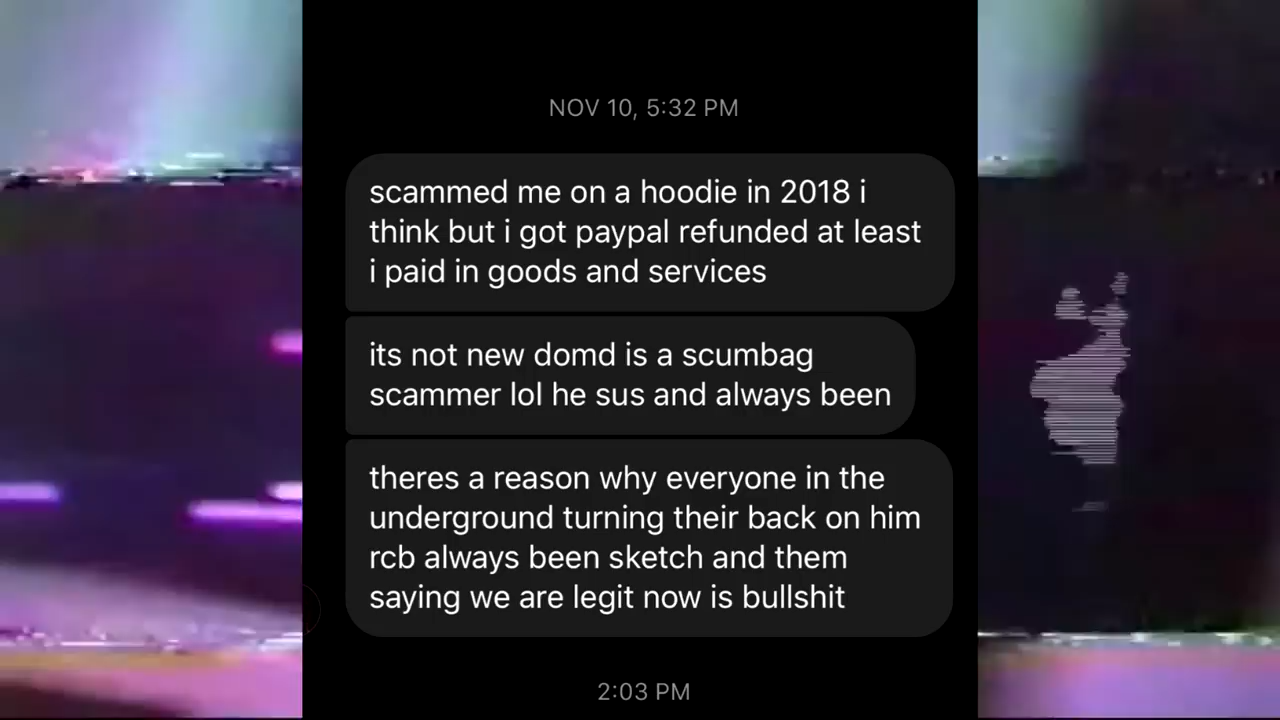 NOV 10, 5:32 PM
scammed me on a hoodie in 2018 i
think but i got paypal refunded at least
i paid in goods and services
its not new domd is a scumbag
scammer lol he sus and always been
theres a reason why everyone in the
underground turning their back on him
rcb always been sketch and them
saying we are legit now is bullshit
2:03 PM